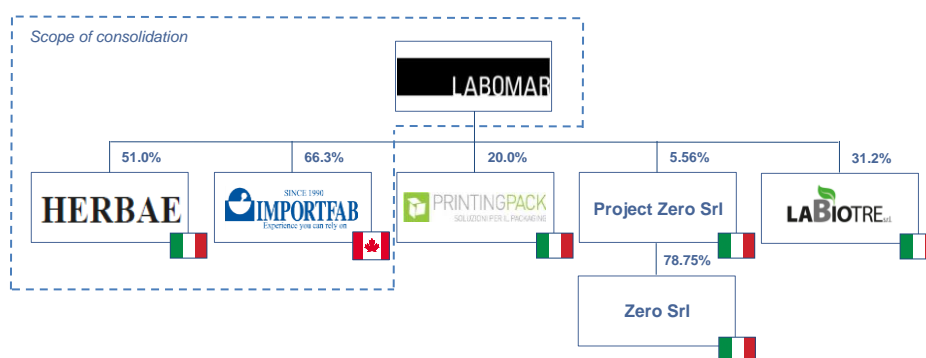 Scope of consolidation
LABOMAR
51.0%
66.3%
20.0%
5.56%
31.2%
HERBAE
SINCE 1990
IMPORTFAB
Experience you can rely on
PRINTINGPACK
SOLUZIONI PER IL PACKAGING
Project Zero Srl
LABIOTRE srl
78.75%
Zero Srl